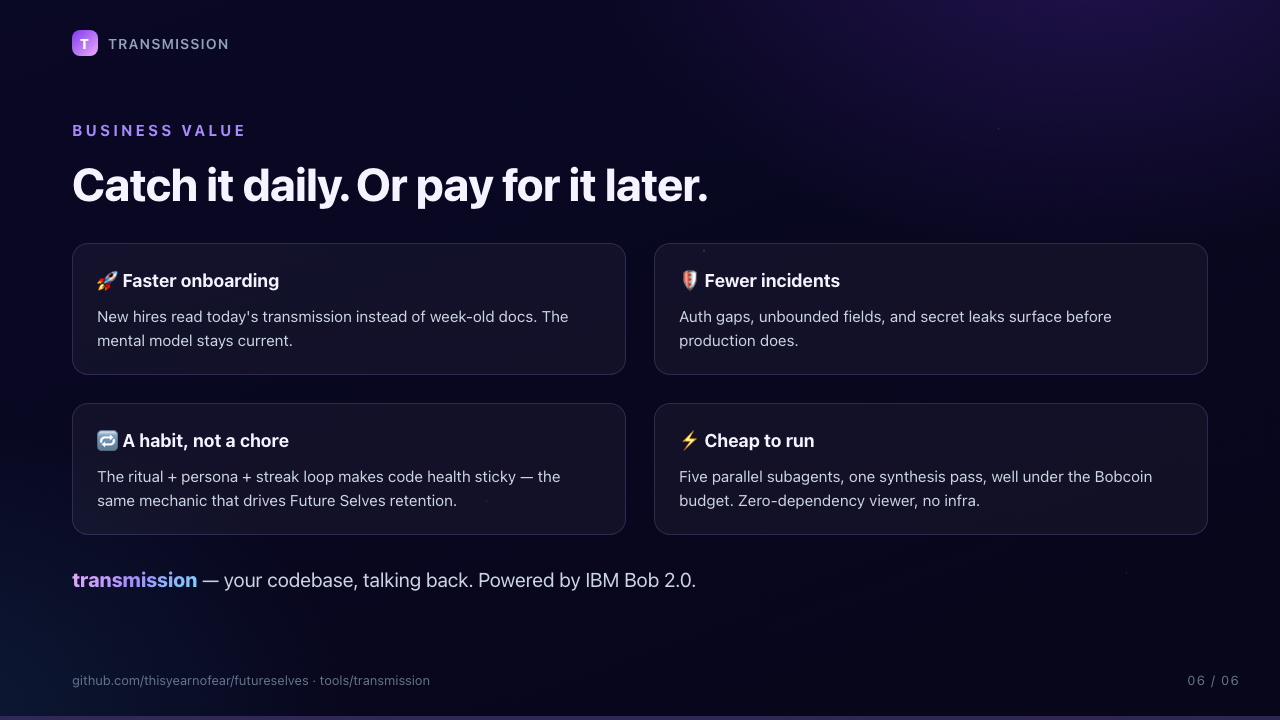 T TRANSMISSION
BUSINESS VALUE
Catch it daily. Or pay for it later.
🚀 Faster onboarding
New hires read today's transmission instead of week-old docs. The
mental model stays current.
🛡️ Fewer incidents
Auth gaps, unbounded fields, and secret leaks surface before
production does.
🔁 A habit, not a chore
The ritual + persona + streak loop makes code health sticky — the
same mechanic that drives Future Selves retention.
⚡ Cheap to run
Five parallel subagents, one synthesis pass, well under the Bobcoin
budget. Zero-dependency viewer, no infra.
transmission — your codebase, talking back. Powered by IBM Bob 2.0.
github.com/thisyearnofear/futureselves · tools/transmission
06 / 06